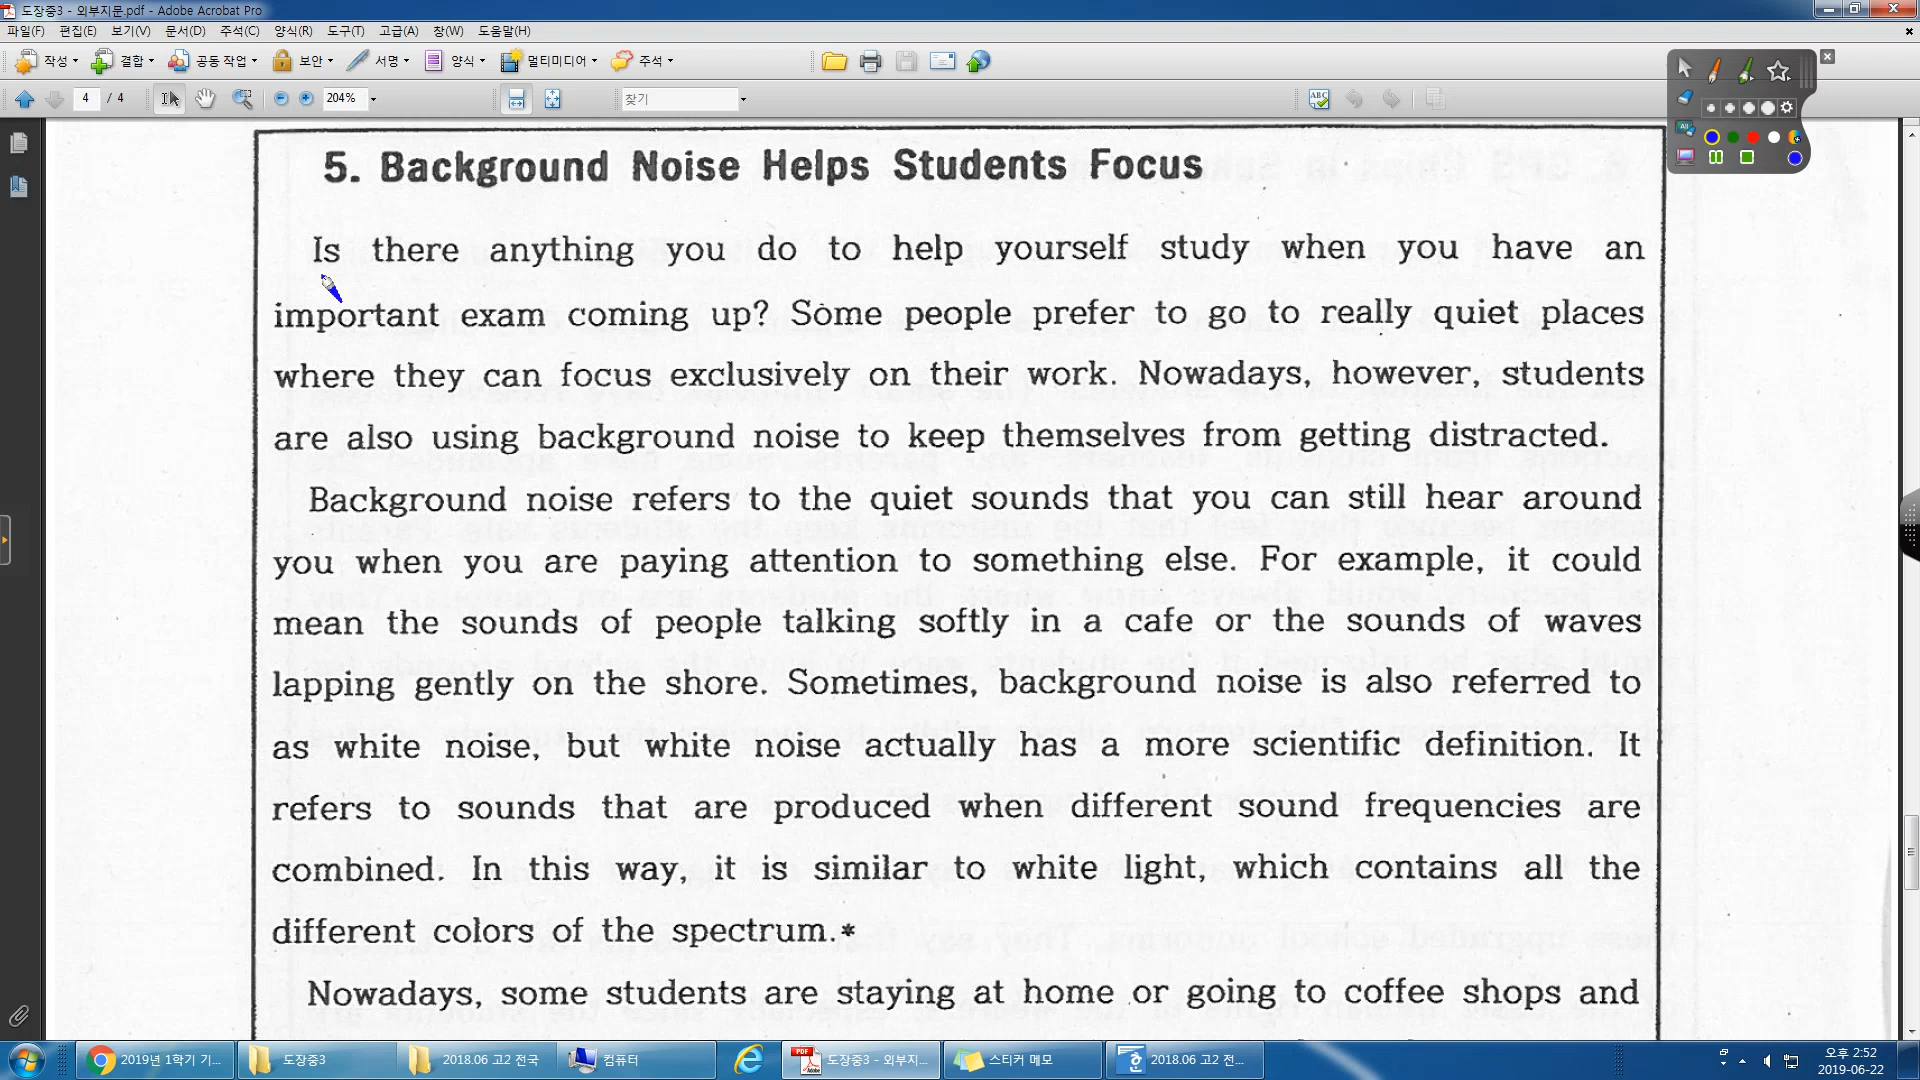 도장중3 - 외부지문.pdf - Adobe Acrobat Pro
파일(F) 편집(E) 보기(V) 문서(D) 주석(C) 양식(R) 도구(T) 고급(A) 창(W) 도움말(H)
작성 결합 공동 작업 보안 서명 양식 멀티미디어 주석
4 / 4 204% 찾기
5. Background Noise Helps Students Focus
Is there anything you do to help yourself study when you have an
important exam coming up? Some people prefer to go to really quiet places
where they can focus exclusively on their work. Nowadays, however, students
are also using background noise to keep themselves from getting distracted.
Background noise refers to the quiet sounds that you can still hear around
you when you are paying attention to something else. For example, it could
mean the sounds of people talking softly in a cafe or the sounds of waves
lapping gently on the shore. Sometimes, background noise is also referred to
as white noise, but white noise actually has a more scientific definition. It
refers to sounds that are produced when different sound frequencies are
combined. In this way, it is similar to white light, which contains all the
different colors of the spectrum.*
Nowadays, some students are staying at home or going to coffee shops and
2019년 1학기 기... 도장중3 2018.06 고2 전국 컴퓨터 도장중3 - 외부지... 스티커 메모 2018.06 고2 전...
오후 2:52
2019-06-22